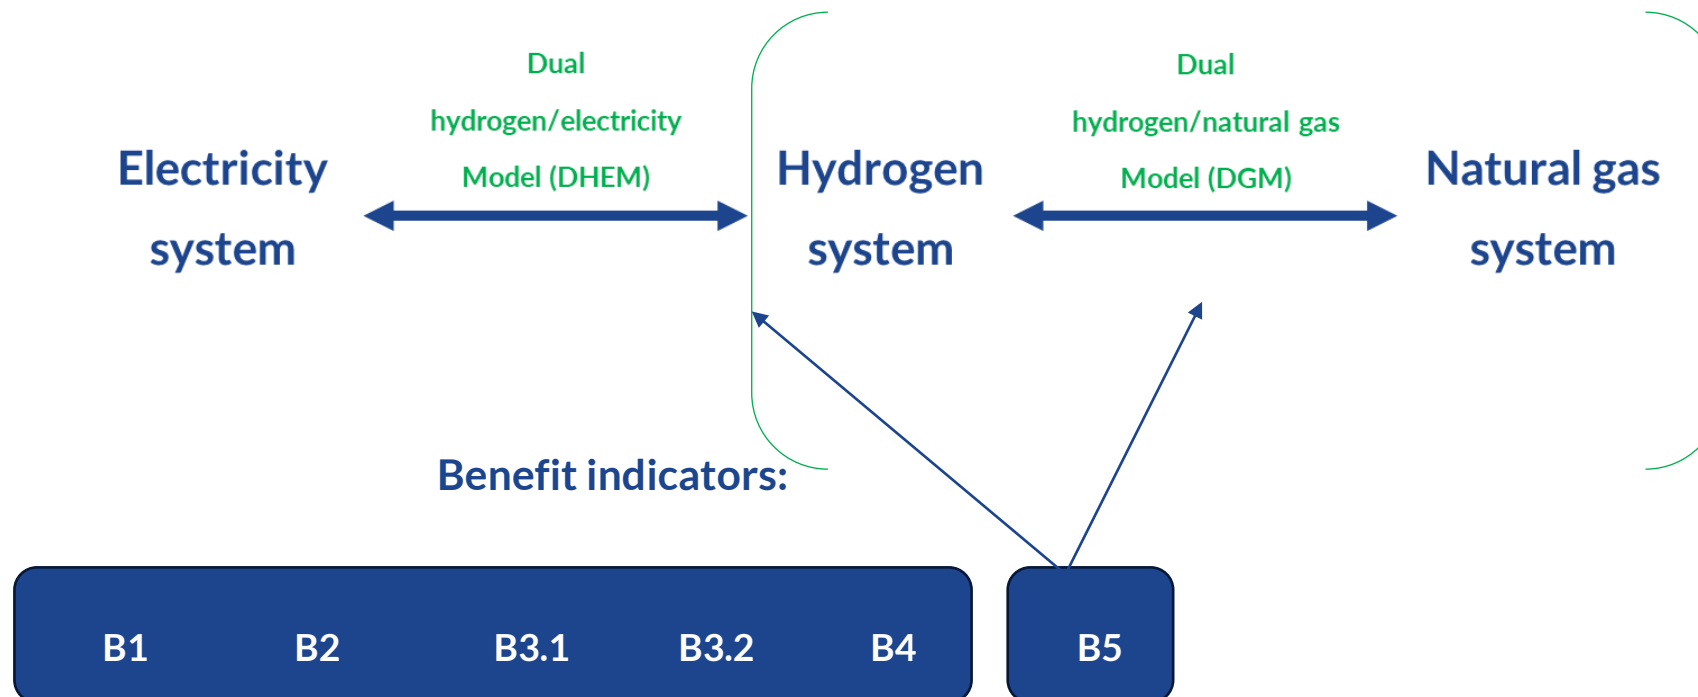 Electricity
system
Dual
hydrogen/electricity
Model (DHEM)
Hydrogen
system
Dual
hydrogen/natural gas
Model (DGM)
Natural gas
system
Benefit indicators:
B1 B2 B3.1 B3.2 B4 B5